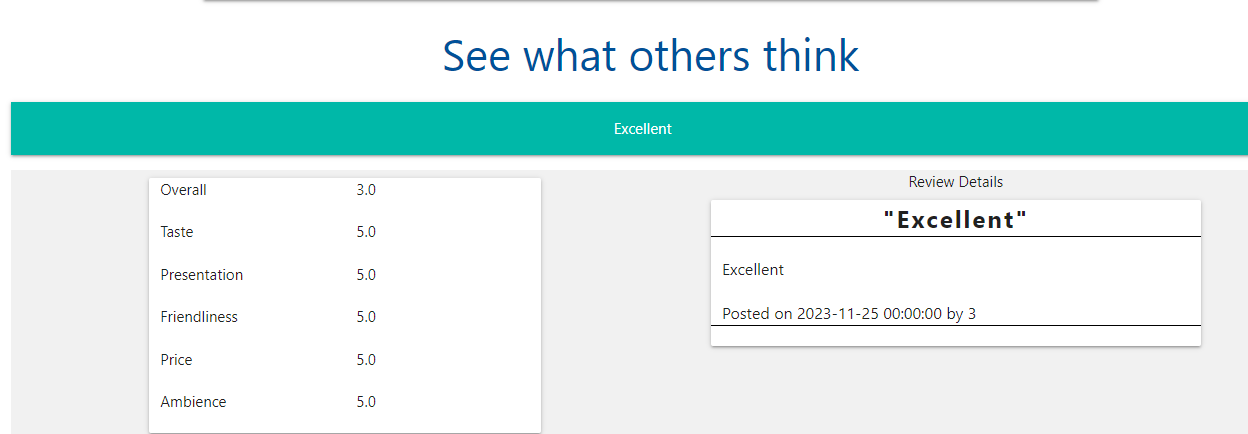 See what others think
Excellent
Overall 3.0
Taste 5.0
Presentation 5.0
Friendliness 5.0
Price 5.0
Ambience 5.0
Review Details
"Excellent"
Excellent
Posted on 2023-11-25 00:00:00 by 3